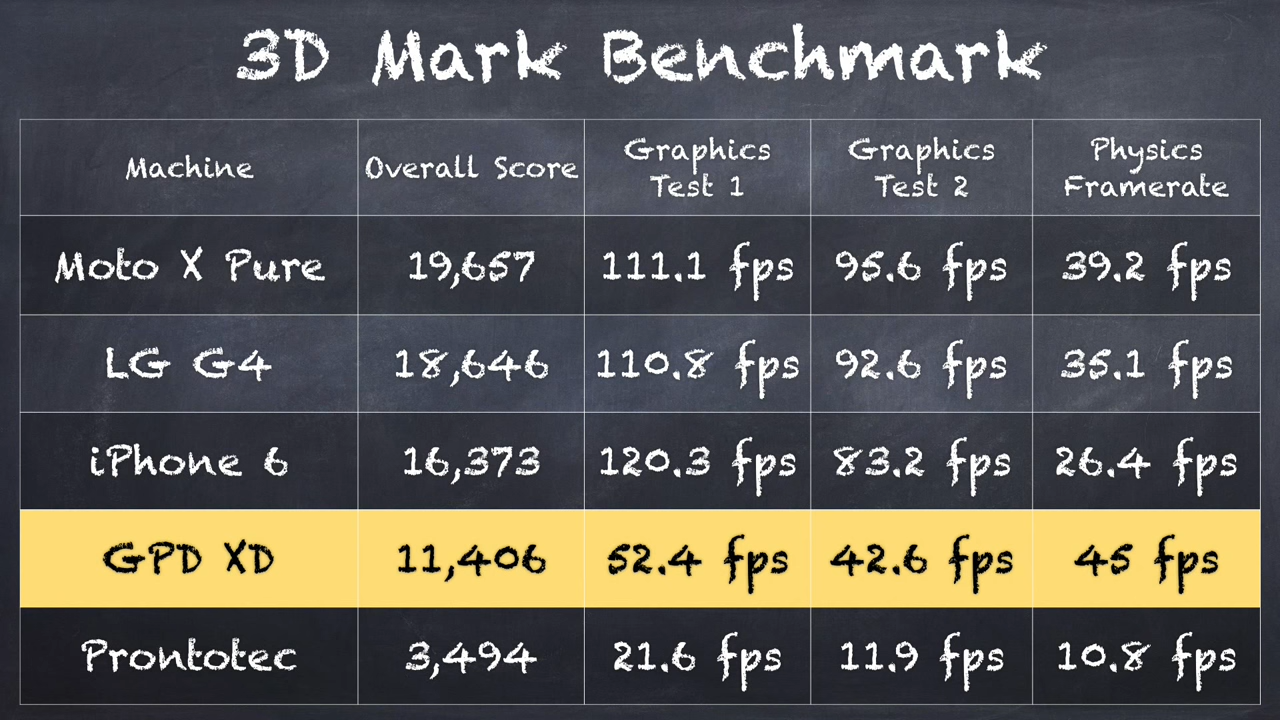 3D Mark Benchmark
Machine Overall Score Graphics Test 1 Graphics Test 2 Physics Framerate
Moto X Pure 19,657 111.1 fps 95.6 fps 39.2 fps
LG G4 18,646 110.8 fps 92.6 fps 35.1 fps
iPhone 6 16,373 120.3 fps 83.2 fps 26.4 fps
GPD XD 11,406 52.4 fps 42.6 fps 45 fps
Prontotec 3,494 21.6 fps 11.9 fps 10.8 fps